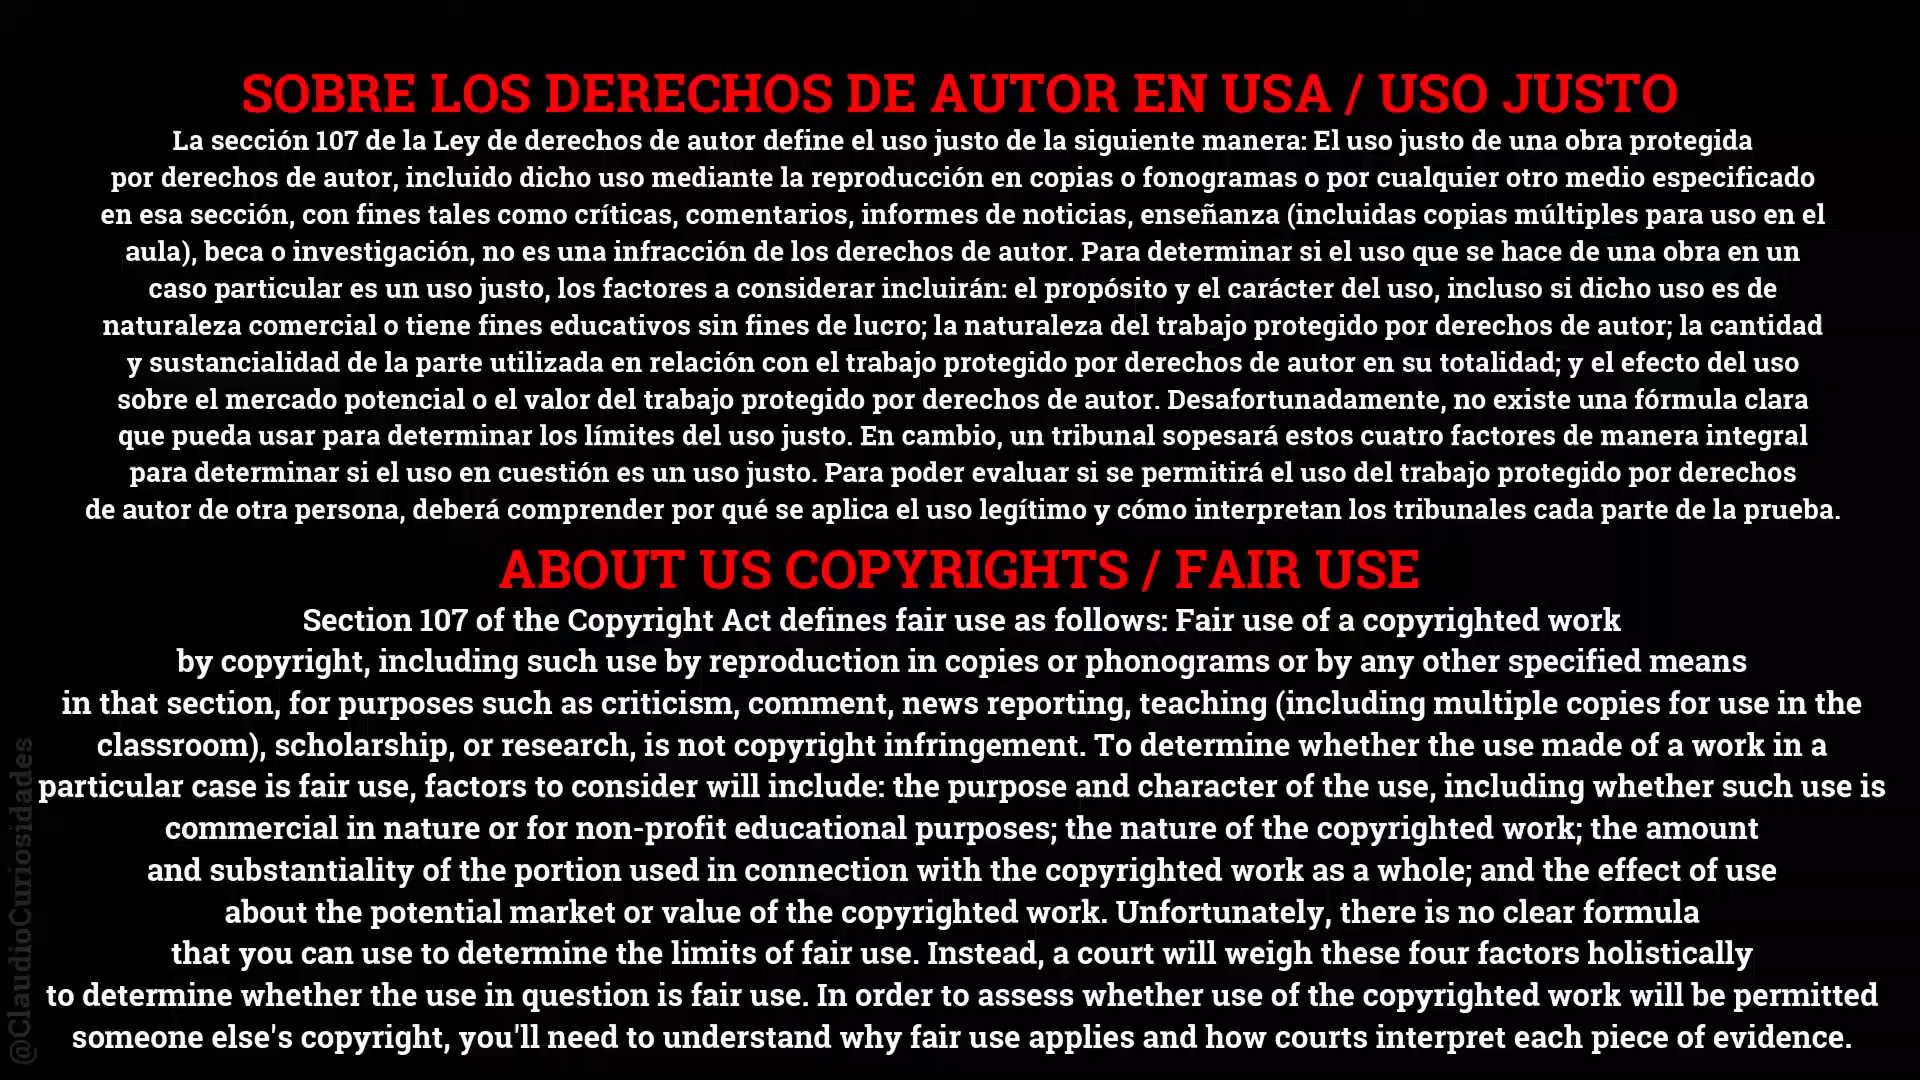 SOBRE LOS DERECHOS DE AUTOR EN USA / USO JUSTO
La sección 107 de la Ley de derechos de autor define el uso justo de la siguiente manera: El uso justo de una obra protegida
por derechos de autor, incluido dicho uso mediante la reproducción en copias o fonogramas o por cualquier otro medio especificado
en esa sección, con fines tales como críticas, comentarios, informes de noticias, enseñanza (incluidas copias múltiples para uso en el
aula), beca o investigación, no es una infracción de los derechos de autor. Para determinar si el uso que se hace de una obra en un
caso particular es un uso justo, los factores a considerar incluirán: el propósito y el carácter del uso, incluso si dicho uso es de
naturaleza comercial o tiene fines educativos sin fines de lucro; la naturaleza del trabajo protegido por derechos de autor; la cantidad
y sustancialidad de la parte utilizada en relación con el trabajo protegido por derechos de autor en su totalidad; y el efecto del uso
sobre el mercado potencial o el valor del trabajo protegido por derechos de autor. Desafortunadamente, no existe una fórmula clara
que pueda usar para determinar los límites del uso justo. En cambio, un tribunal sopesará estos cuatro factores de manera integral
para determinar si el uso en cuestión es un uso justo. Para poder evaluar si se permitirá el uso del trabajo protegido por derechos
de autor de otra persona, deberá comprender por qué se aplica el uso legítimo y cómo interpretan los tribunales cada parte de la prueba.
ABOUT US COPYRIGHTS / FAIR USE
Section 107 of the Copyright Act defines fair use as follows: Fair use of a copyrighted work
by copyright, including such use by reproduction in copies or phonograms or by any other specified means
in that section, for purposes such as criticism, comment, news reporting, teaching (including multiple copies for use in the
classroom), scholarship, or research, is not copyright infringement. To determine whether the use made of a work in a
particular case is fair use, factors to consider will include: the purpose and character of the use, including whether such use is
commercial in nature or for non-profit educational purposes; the nature of the copyrighted work; the amount
and substantiality of the portion used in connection with the copyrighted work as a whole; and the effect of use
about the potential market or value of the copyrighted work. Unfortunately, there is no clear formula
that you can use to determine the limits of fair use. Instead, a court will weigh these four factors holistically
to determine whether the use in question is fair use. In order to assess whether use of the copyrighted work will be permitted
someone else's copyright, you'll need to understand why fair use applies and how courts interpret each piece of evidence.
@ClaudioCuriosidades